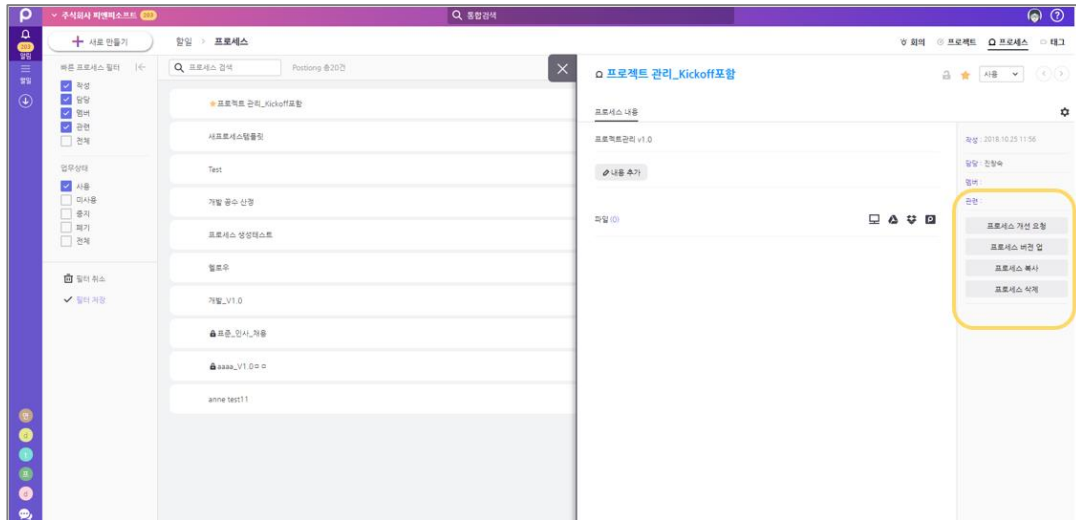 주식회사 피엔피소프트 203
통합검색
203
알림
할일
새로 만들기
할일 > 프로세스
회의
프로젝트
프로세스
태그
빠른 프로세스 필터
작성
담당
멤버
관련
전체
업무상태
사용
미사용
중지
폐기
전체
필터 취소
필터 저장
프로세스 검색
Postiong 총20건
프로젝트 관리_Kickoff포함
새프로세스템플릿
Test
개발 공수 산정
프로세스 생성테스트
헬로우
개발_V1.0
표준_인사_채용
aaaa_V1.0ㅁㅁ
anne test11
프로젝트 관리_Kickoff포함
사용
프로세스 내용
프로젝트관리 v1.0
내용 추가
파일 (0)
작성 : 2018.10.25 11:56
담당 : 진창숙
멤버 :
관련 :
프로세스 개선 요청
프로세스 버전 업
프로세스 복사
프로세스 삭제